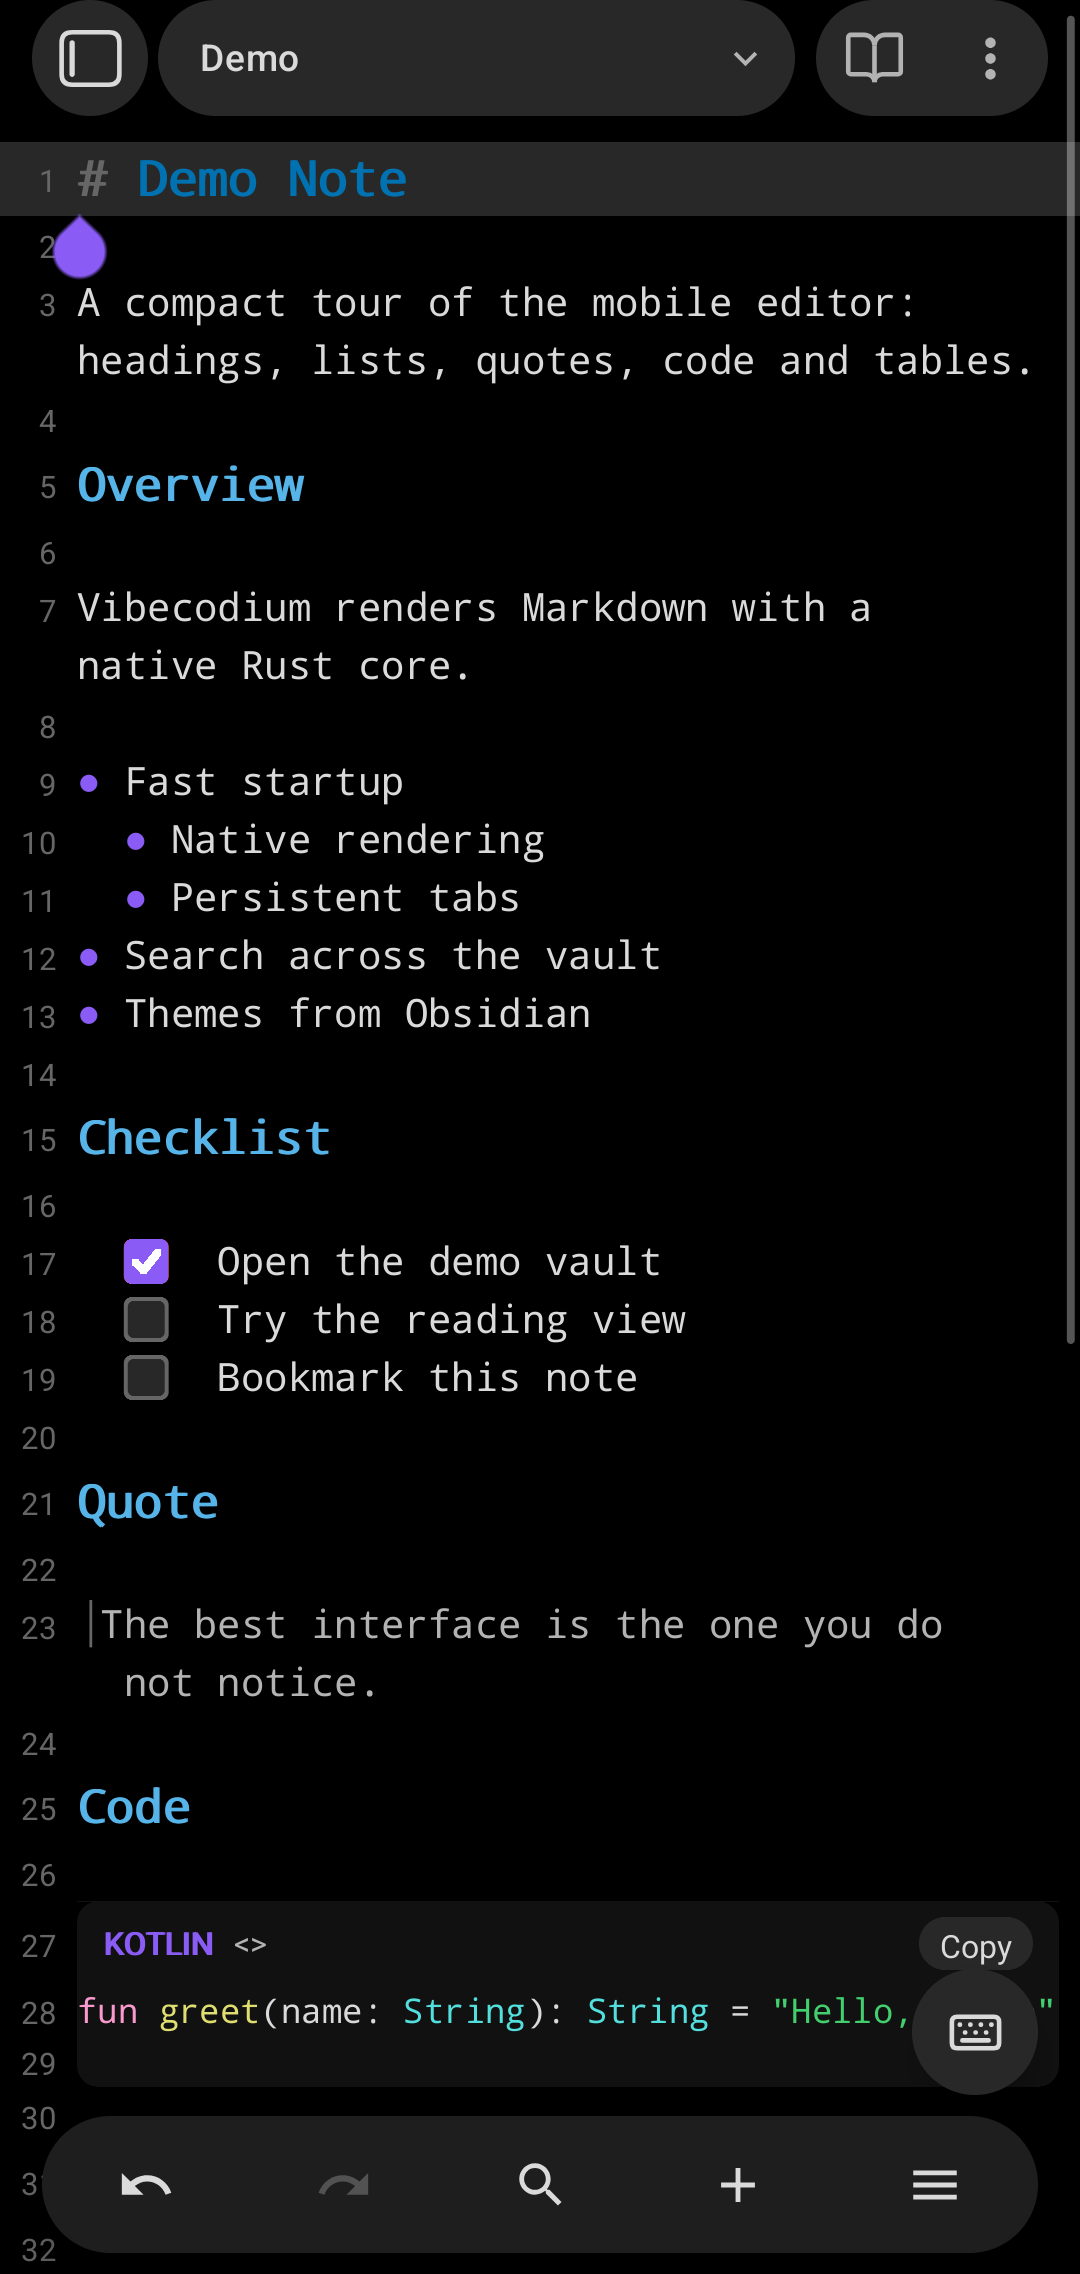 Demo
1 # Demo Note
2
3 A compact tour of the mobile editor:
headings, lists, quotes, code and tables.
4
5 Overview
6
7 Vibecodium renders Markdown with a
native Rust core.
8
9 • Fast startup
10 • Native rendering
11 • Persistent tabs
12 • Search across the vault
13 • Themes from Obsidian
14
15 Checklist
16
17 Open the demo vault
18 Try the reading view
19 Bookmark this note
20
21 Quote
22
23 The best interface is the one you do
not notice.
24
25 Code
26
27 KOTLIN <> Copy
28 fun greet(name: String): String = "Hello, "
29
30
32